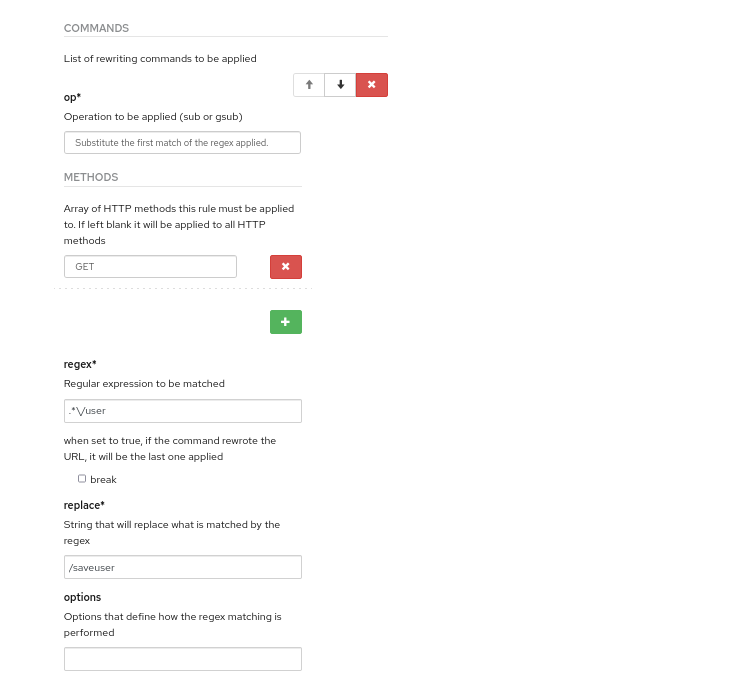 COMMANDS
List of rewriting commands to be applied
op*
Operation to be applied (sub or gsub)
Substitute the first match of the regex applied.
METHODS
Array of HTTP methods this rule must be applied
to. If left blank it will be applied to all HTTP
methods
GET
regex*
Regular expression to be matched
.*\/user
when set to true, if the command rewrote the
URL, it will be the last one applied
break
replace*
String that will replace what is matched by the
regex
/saveuser
options
Options that define how the regex matching is
performed